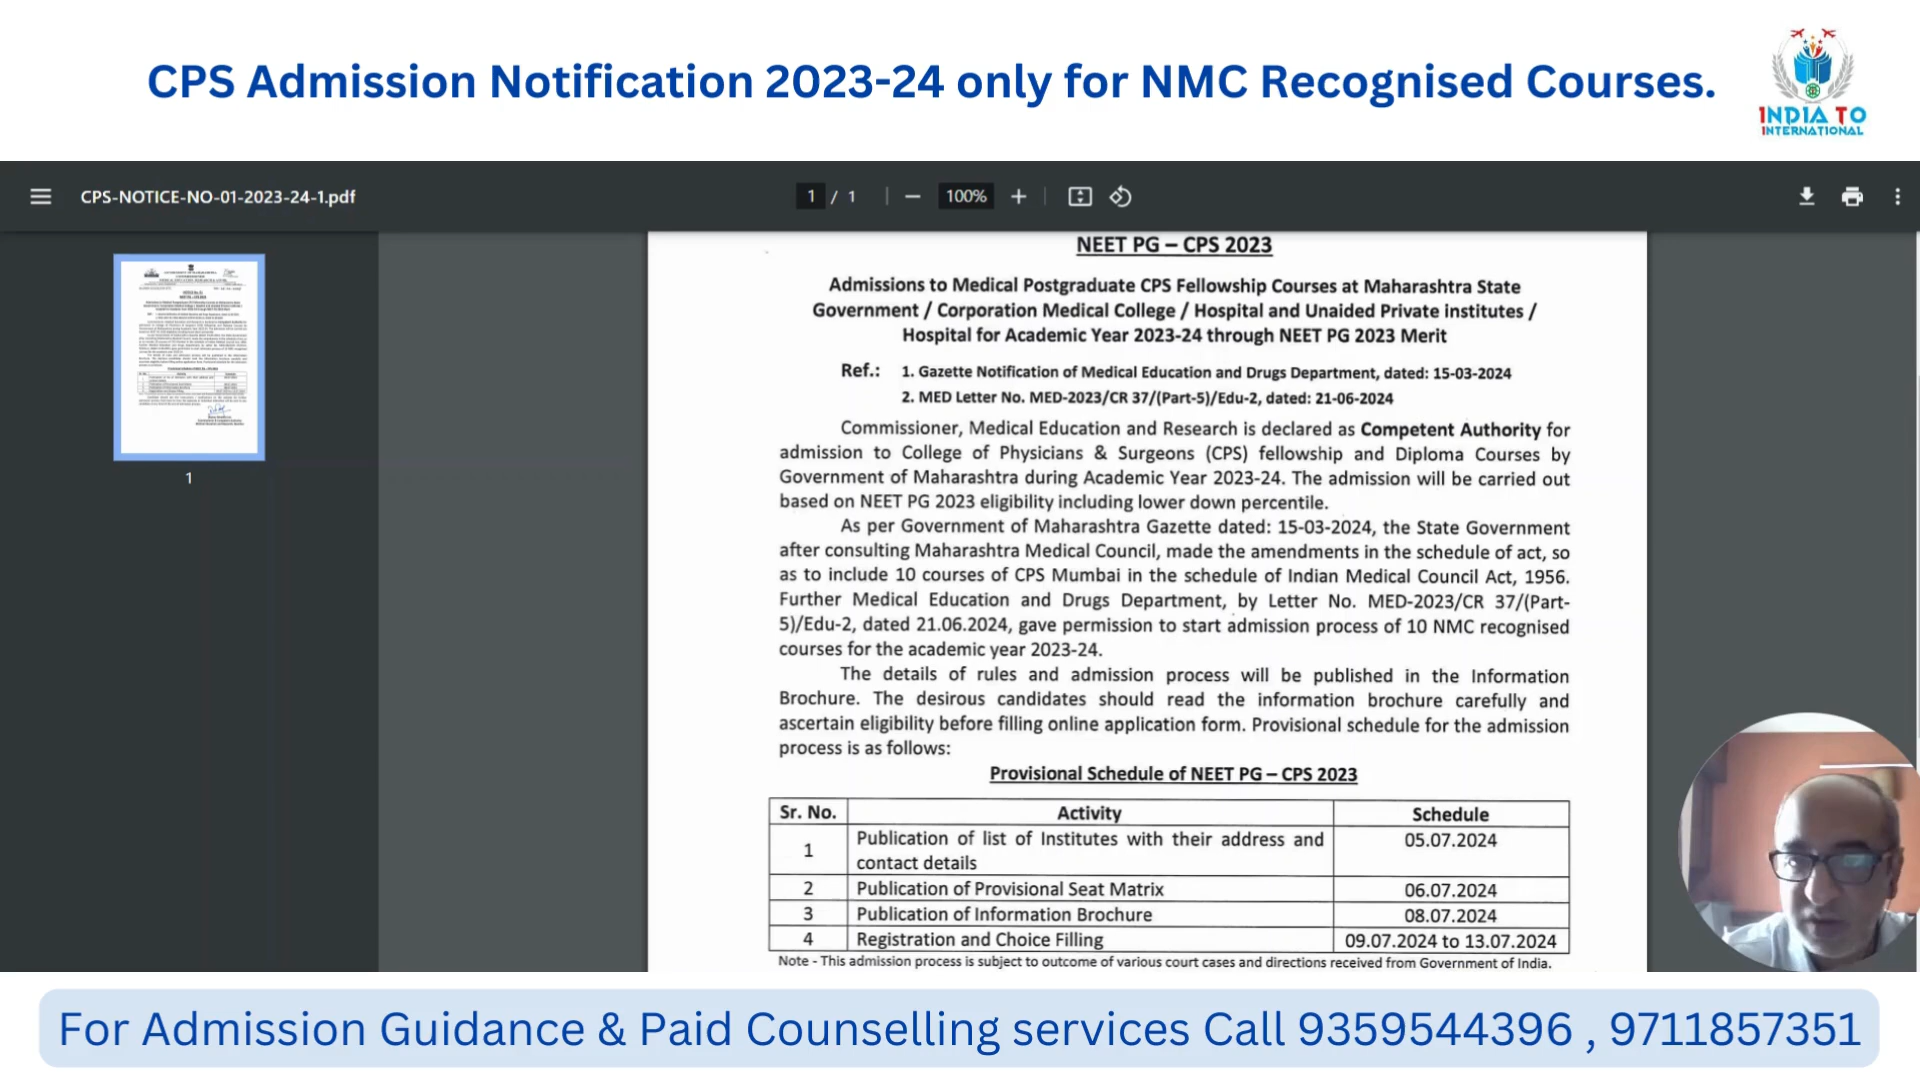 CPS Admission Notification 2023-24 only for NMC Recognised Courses.
INDIA TO
INTERNATIONAL
CPS-NOTICE-NO-01-2023-24-1.pdf
1 / 1
100%
1
NEET PG – CPS 2023
Admissions to Medical Postgraduate CPS Fellowship Courses at Maharashtra State
Government / Corporation Medical College / Hospital and Unaided Private institutes /
Hospital for Academic Year 2023-24 through NEET PG 2023 Merit
Ref.: 1. Gazette Notification of Medical Education and Drugs Department, dated: 15-03-2024
2. MED Letter No. MED-2023/CR 37/(Part-5)/Edu-2, dated: 21-06-2024
Commissioner, Medical Education and Research is declared as Competent Authority for
admission to College of Physicians & Surgeons (CPS) fellowship and Diploma Courses by
Government of Maharashtra during Academic Year 2023-24. The admission will be carried out
based on NEET PG 2023 eligibility including lower down percentile.
As per Government of Maharashtra Gazette dated: 15-03-2024, the State Government
after consulting Maharashtra Medical Council, made the amendments in the schedule of act, so
as to include 10 courses of CPS Mumbai in the schedule of Indian Medical Council Act, 1956.
Further Medical Education and Drugs Department, by Letter No. MED-2023/CR 37/(Part-
5)/Edu-2, dated 21.06.2024, gave permission to start admission process of 10 NMC recognised
courses for the academic year 2023-24.
The details of rules and admission process will be published in the Information
Brochure. The desirous candidates should read the information brochure carefully and
ascertain eligibility before filling online application form. Provisional schedule for the admission
process is as follows:
Provisional Schedule of NEET PG – CPS 2023
Sr. No. Activity Schedule
1 Publication of list of Institutes with their address and contact details 05.07.2024
2 Publication of Provisional Seat Matrix 06.07.2024
3 Publication of Information Brochure 08.07.2024
4 Registration and Choice Filling 09.07.2024 to 13.07.2024
Note - This admission process is subject to outcome of various court cases and directions received from Government of India.
For Admission Guidance & Paid Counselling services Call 9359544396 , 9711857351